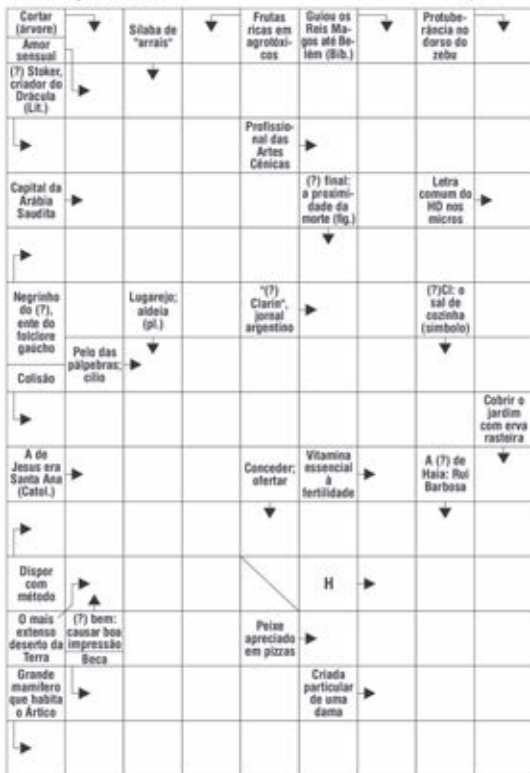 Cortar
(árvore)
Amor
sensual
Sílaba de
"arrais"
Frutas
ricas em
agrotóxi-
cos
Guiou os
Reis Ma-
gos até Be-
lém (Bíb.)
Protube-
rância no
dorso do
zebu
(?) Stoker,
criador do
Drácula
(Lit.)
Profissio-
nal das
Artes
Cênicas
Capital da
Arábia
Saudita
(?) final:
a proximi-
dade da
morte (fig.)
Letra
comum do
HD nos
micros
Negrinho
do (?),
ente do
folclore
gaúcho
Colisão
Pelo das
pálpebras;
cílio
Lugarejo;
aldeia
(pl.)
"(?)
Clarín",
jornal
argentino
(?)Cl: o
sal de
cozinha
(símbolo)
Cobrir o
jardim
com erva
rasteira
A de
Jesus era
Santa Ana
(Catol.)
Conceder;
ofertar
Vitamina
essencial
à
fertilidade
A (?) de
Haia: Rui
Barbosa
Dispor
com
método
H
O mais
extenso
deserto da
Terra
(?) bem:
causar boa
impressão
Beca
Peixe
apreciado
em pizzas
Grande
mamífero
que habita
o Ártico
Criada
particular
de uma
dama